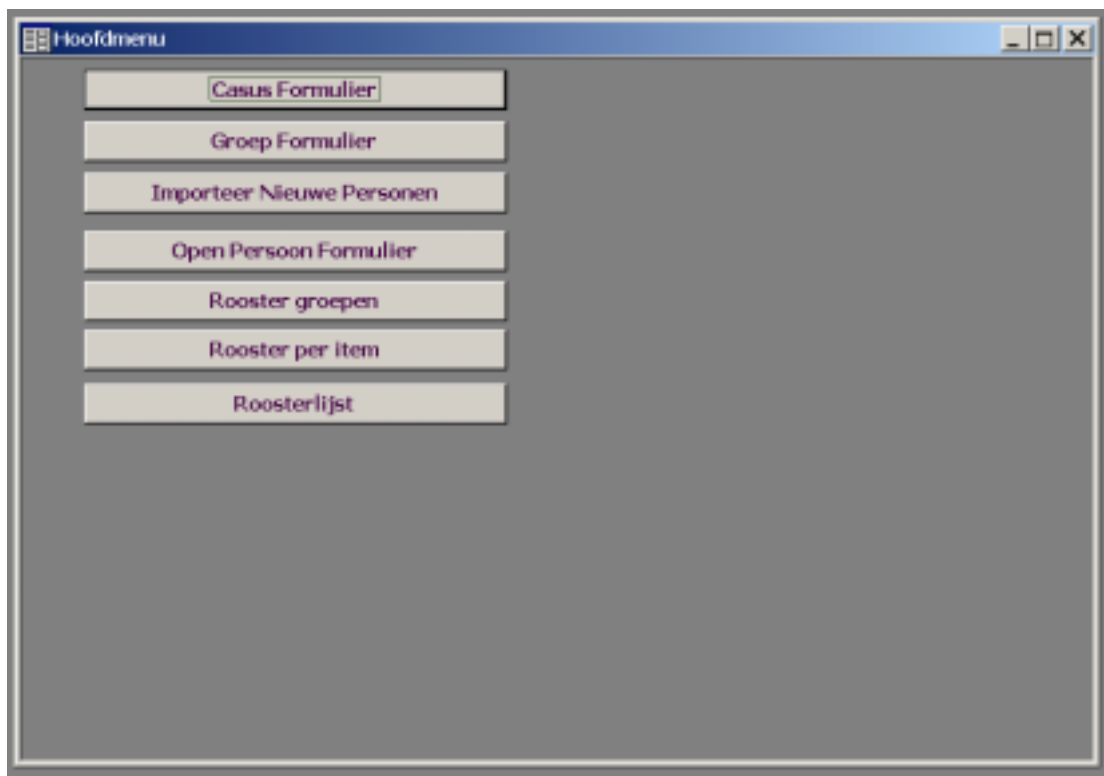 Hoofdmenu
Casus Formulier
Groep Formulier
Importeer Nieuwe Personen
Open Persoon Formulier
Rooster groepen
Rooster per item
Roosterlijst